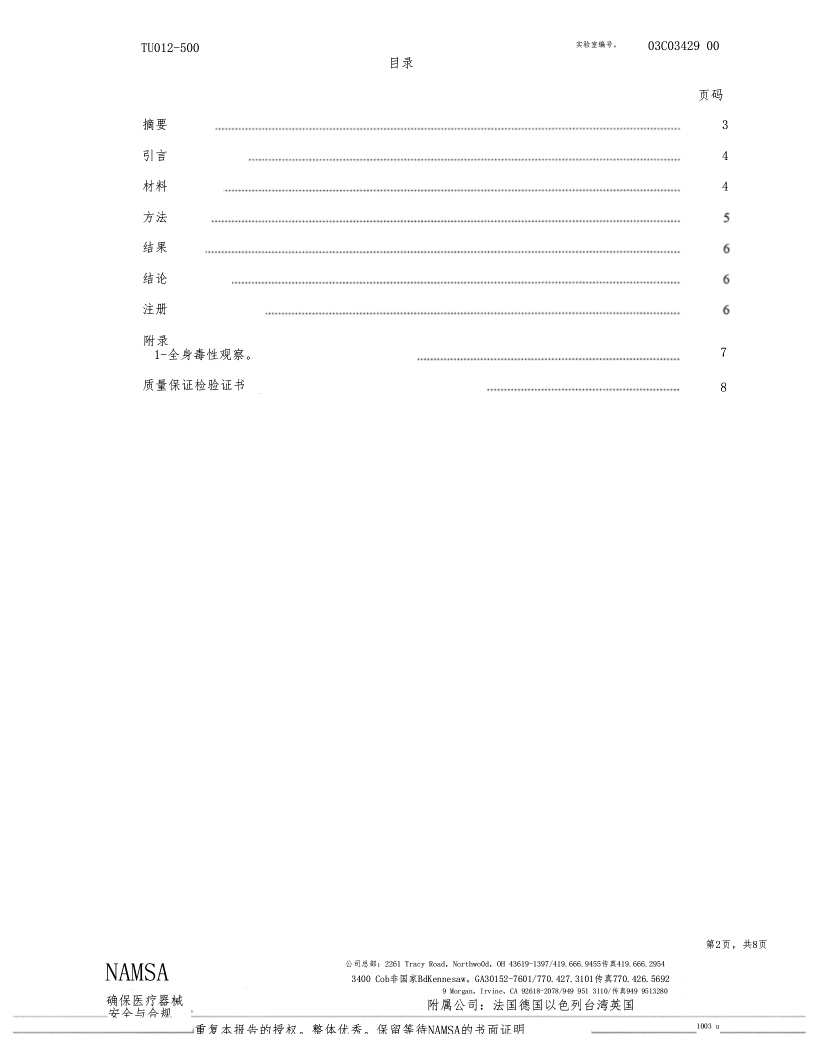 TU012-500 实验室编号。 03C03429 00
目录
页码
摘要 3
引言 4
材料 4
方法 5
结果 6
结论 6
注册 6
附录
1-全身毒性观察。 7
质量保证检验证书 8
第2页, 共8页
NAMSA
确保医疗器械
安全与合规
公司总部: 2261 Tracy Road, NorthwoOd, OH 43619-1397/419.666.9455传真419.666.2954
3400 Cob非国家BdKennesaw, GA30152-7601/770.427.3101传真770.426.5692
9 Morgan, Irvine, CA 92618-2078/949 951 3110/传真949 9513280
附属公司: 法国德国以色列台湾英国
重复本报告的授权。整体优秀。保留等待NAMSA的书面证明
1003 u